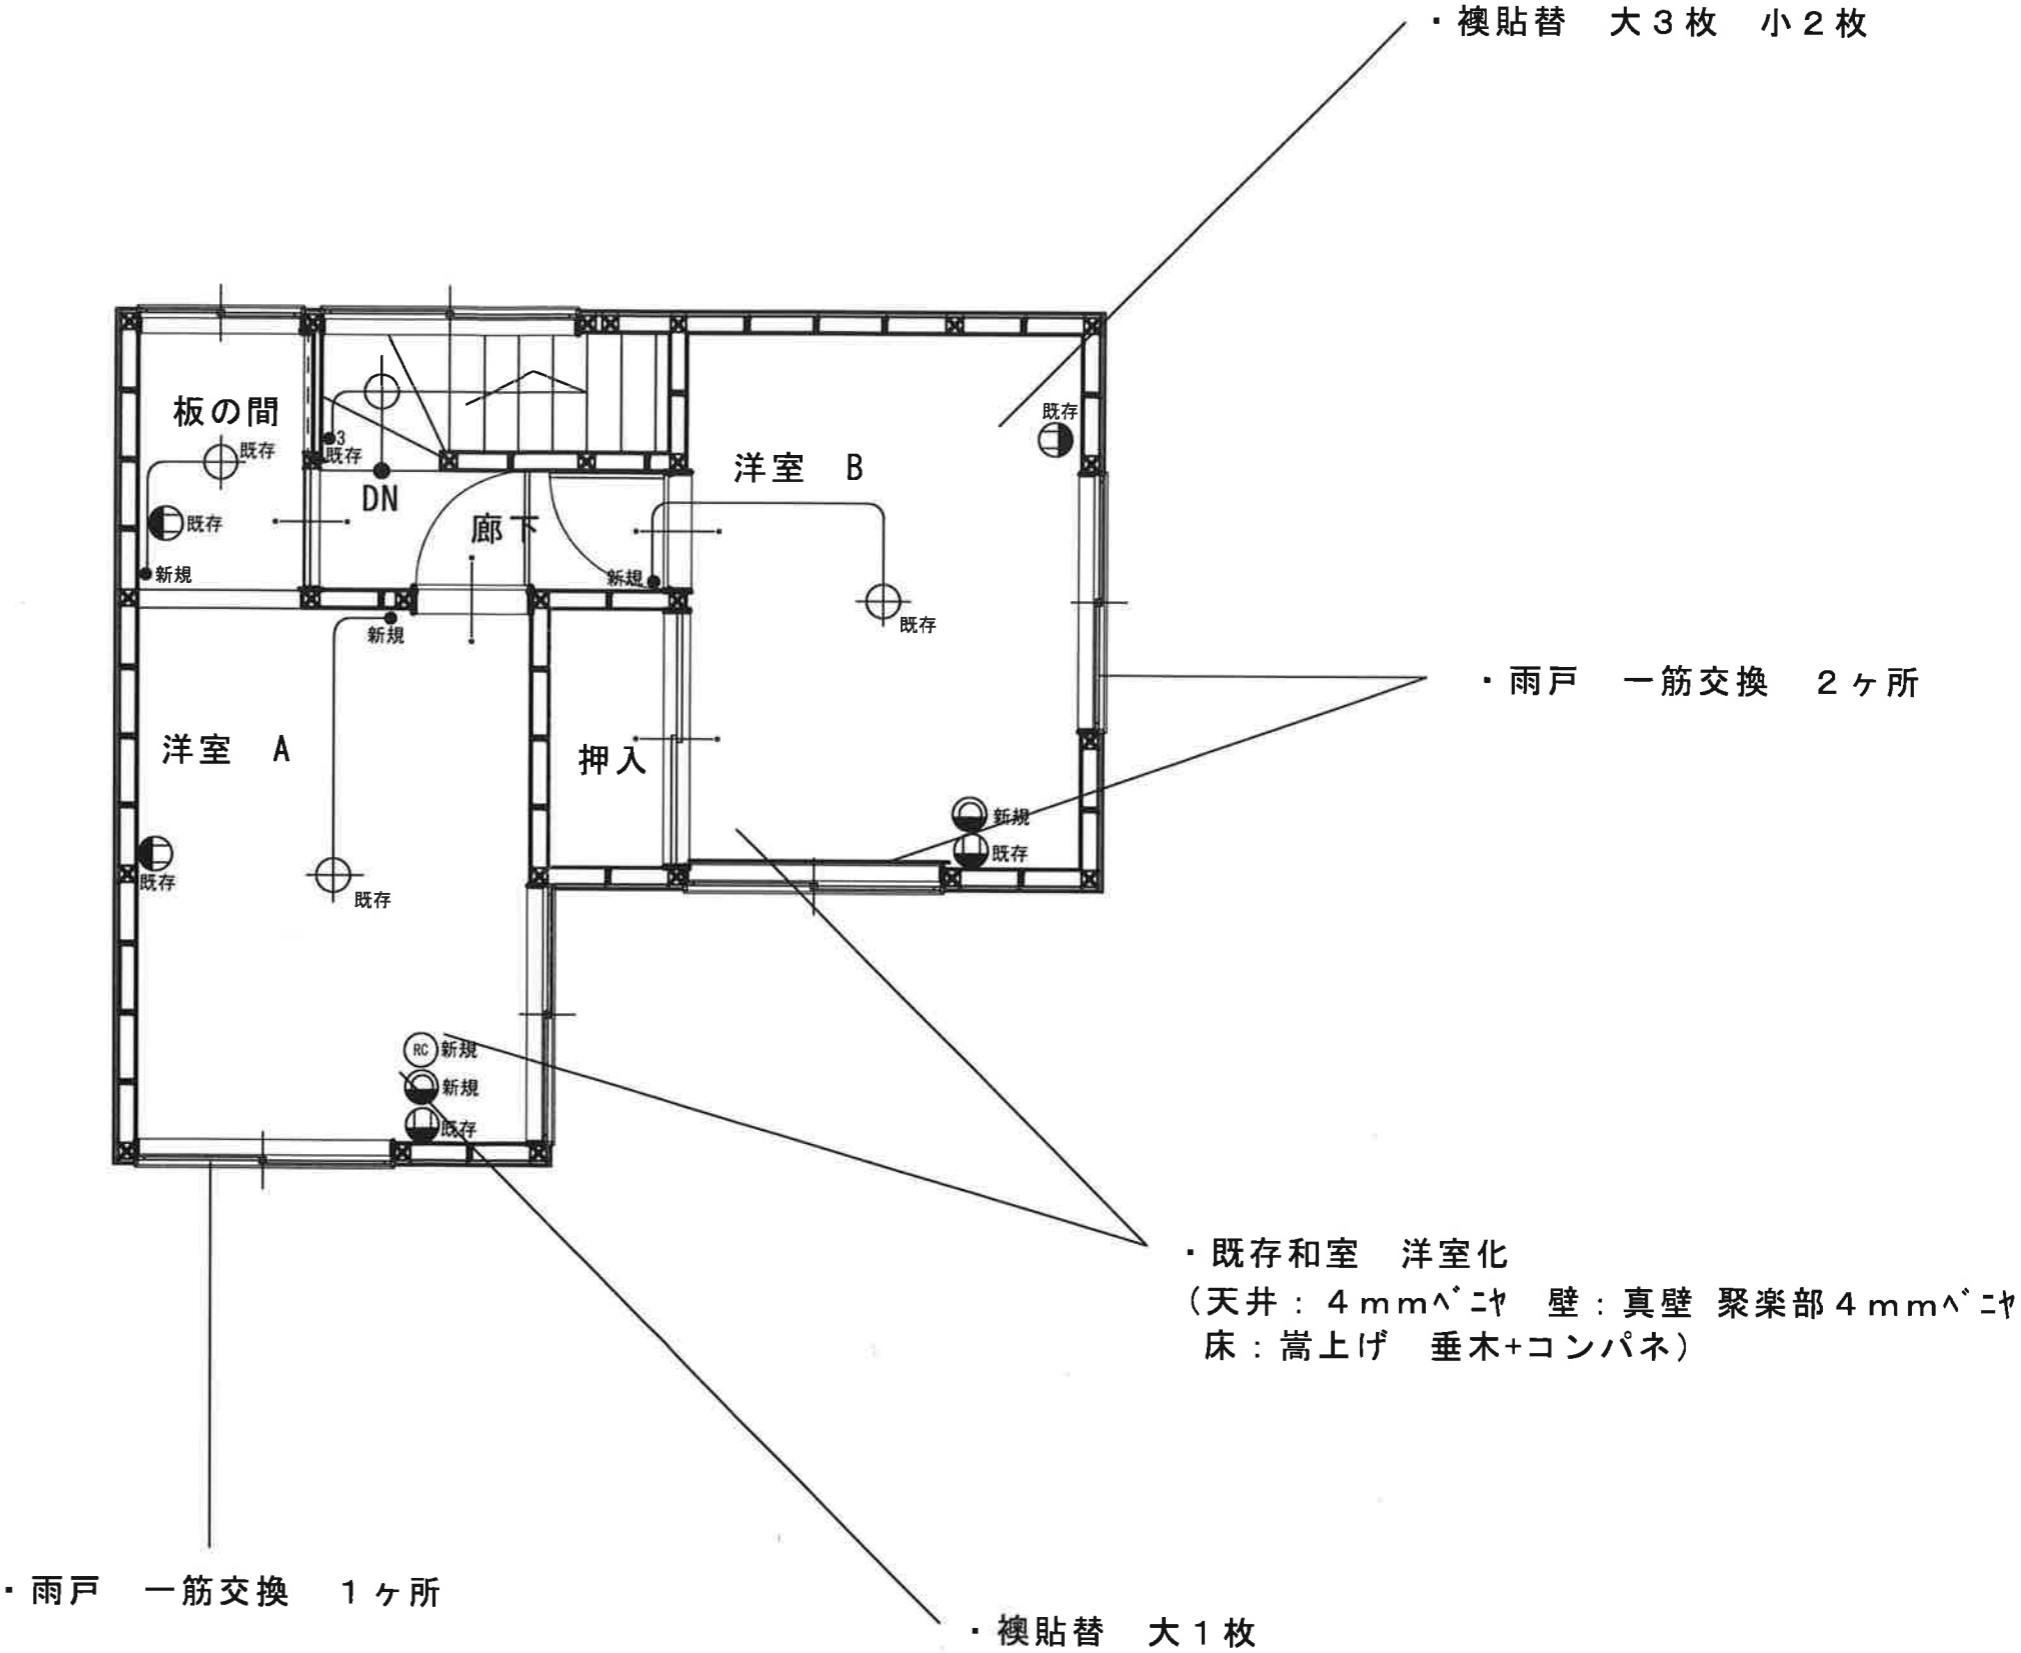 ・襖貼替　大３枚　小２枚
板の間
既存
既存
新規
3
既存
DN
廊下
新規
洋室　B
既存
既存
新規
既存
新規
洋室　A
既存
既存
押入
RC 新規
新規
既存
・雨戸　一筋交換　２ヶ所
・既存和室　洋室化
（天井：４ｍｍﾍﾞﾆﾔ　壁：真壁 聚楽部４ｍｍﾍﾞﾆﾔ
床：嵩上げ　垂木+コンパネ）
・雨戸　一筋交換　１ヶ所
・襖貼替　大１枚